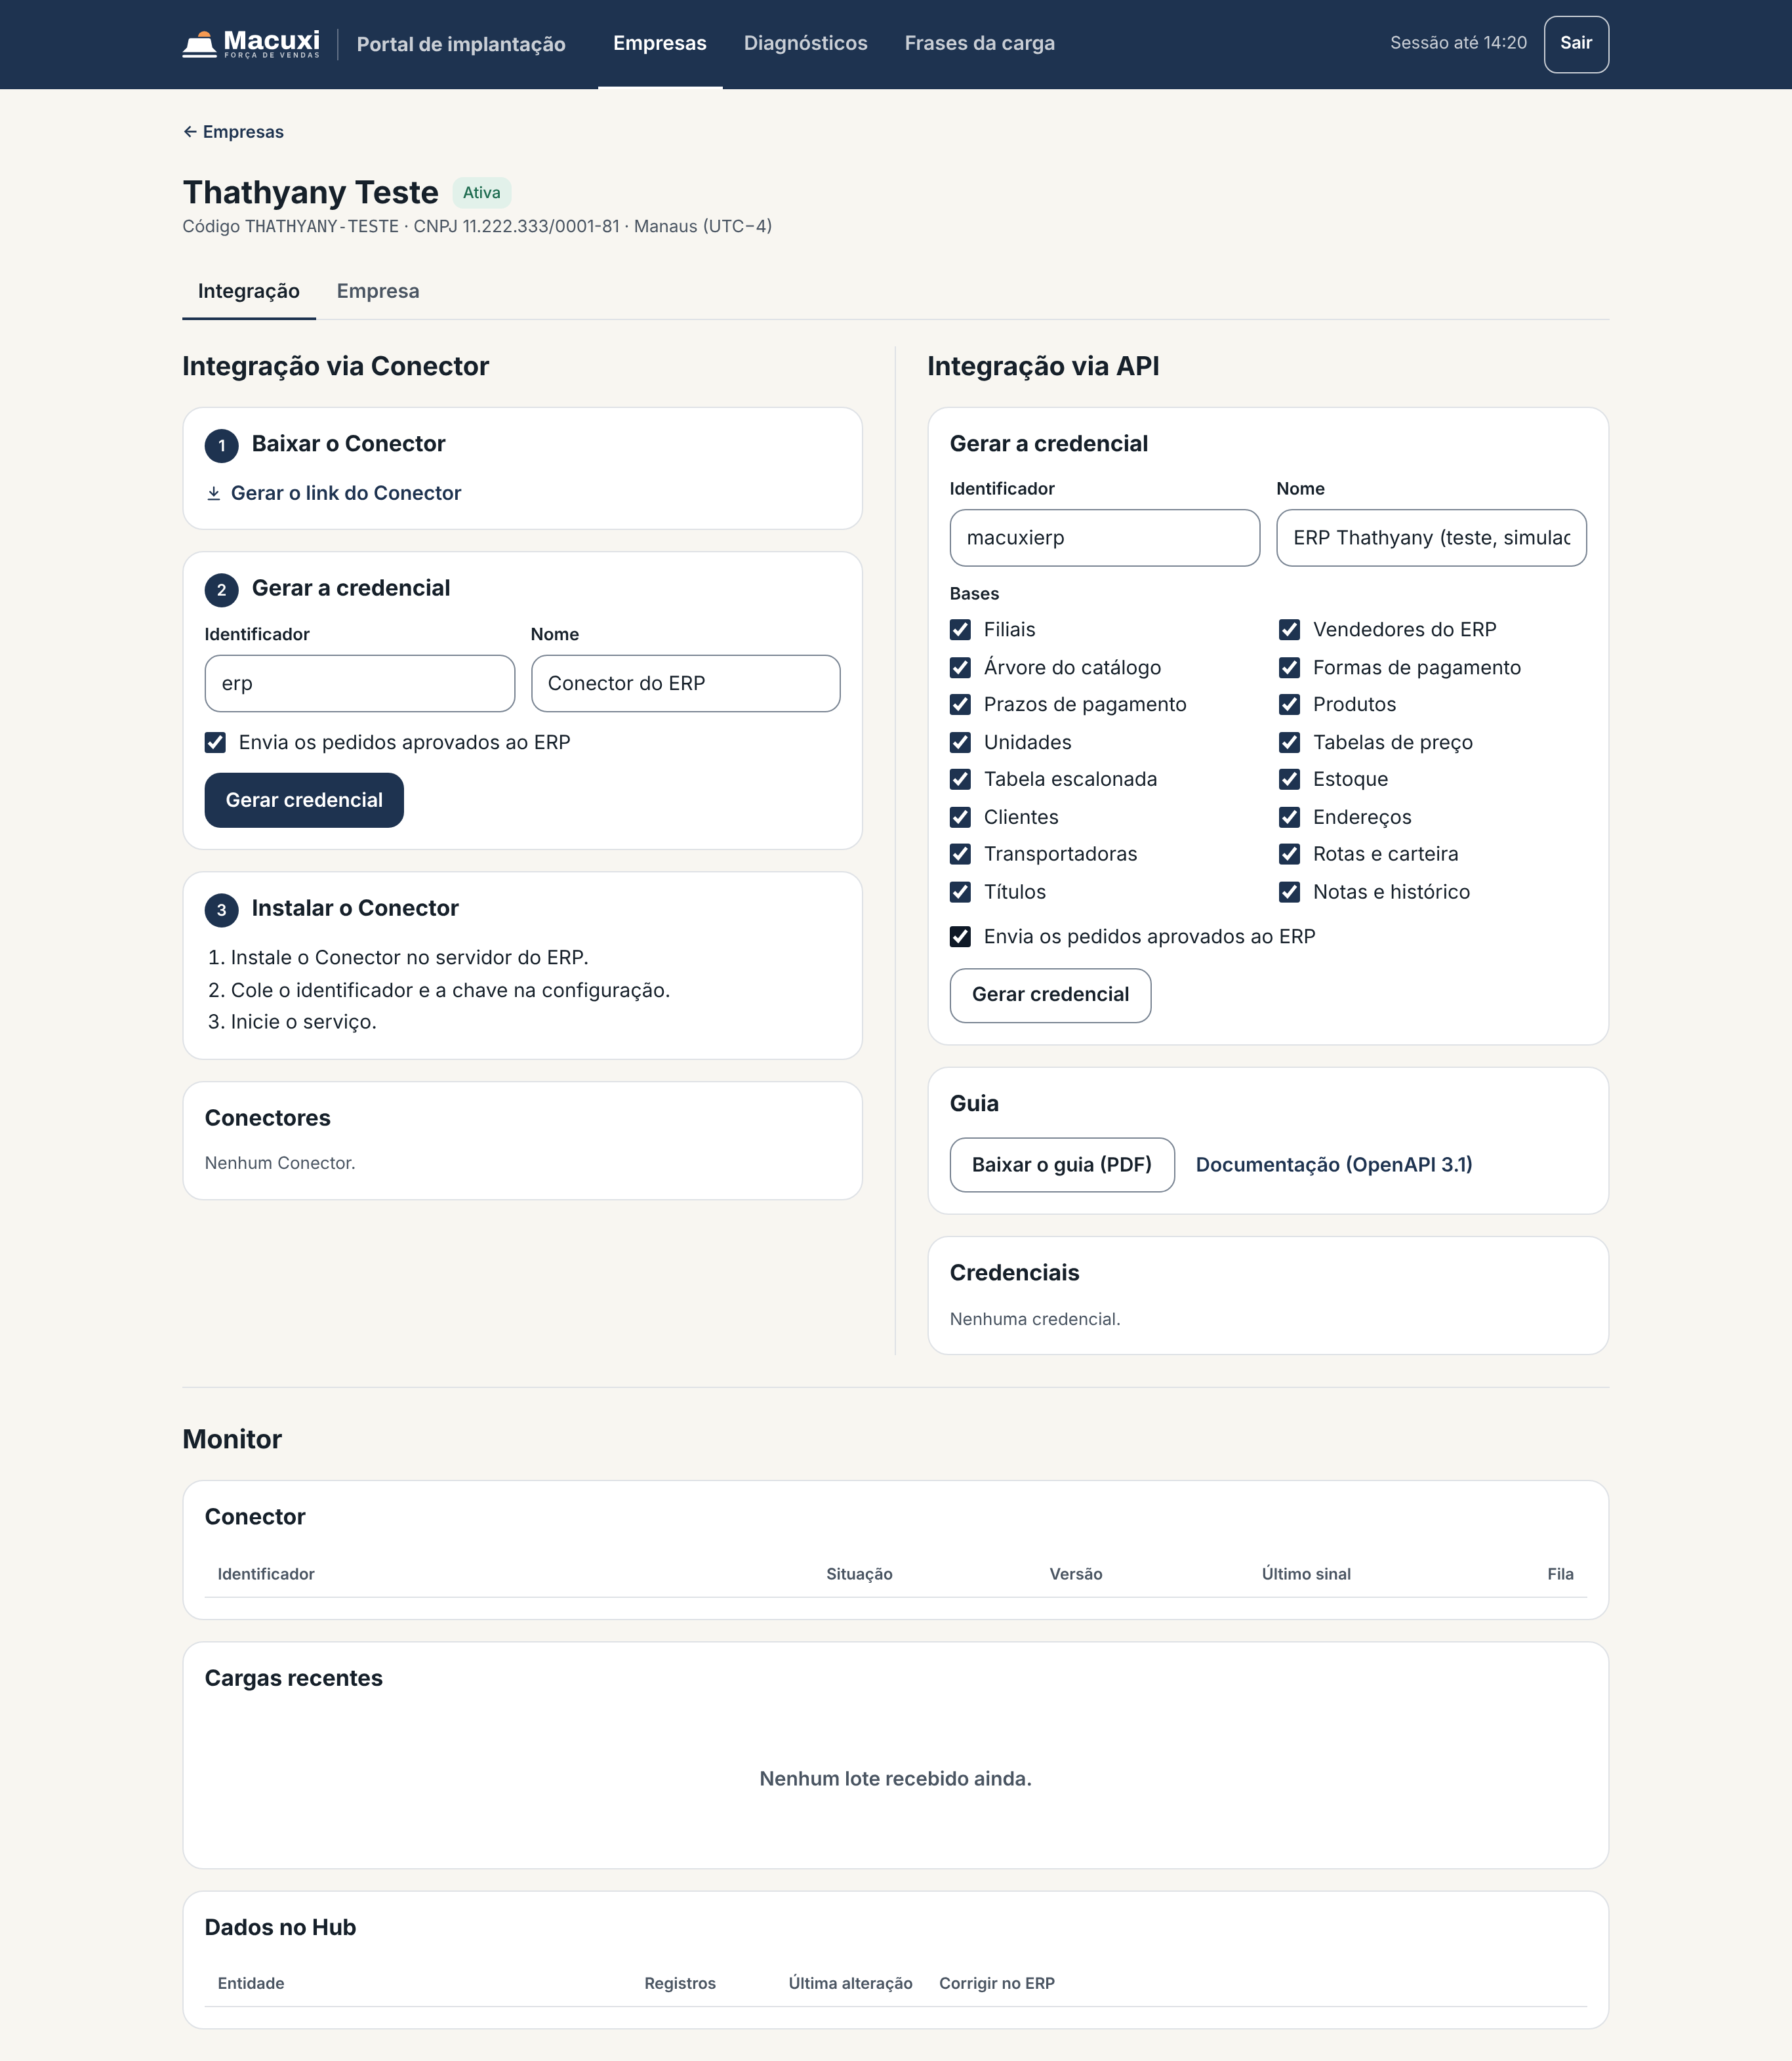 Macuxi
FORÇA DE VENDAS
Portal de implantação
Empresas
Diagnósticos
Frases da carga
Sessão até 14:20
Sair
← Empresas
Thathyany Teste
Ativa
Código THATHYANY-TESTE · CNPJ 11.222.333/0001-81 · Manaus (UTC−4)
Integração
Empresa
Integração via Conector
1 Baixar o Conector
Gerar o link do Conector
2 Gerar a credencial
Identificador
Nome
erp
Conector do ERP
Envia os pedidos aprovados ao ERP
Gerar credencial
3 Instalar o Conector
1. Instale o Conector no servidor do ERP.
2. Cole o identificador e a chave na configuração.
3. Inicie o serviço.
Conectores
Nenhum Conector.
Integração via API
Gerar a credencial
Identificador
Nome
macuxierp
ERP Thathyany (teste, simulac
Bases
Filiais
Vendedores do ERP
Árvore do catálogo
Formas de pagamento
Prazos de pagamento
Produtos
Unidades
Tabelas de preço
Tabela escalonada
Estoque
Clientes
Endereços
Transportadoras
Rotas e carteira
Títulos
Notas e histórico
Envia os pedidos aprovados ao ERP
Gerar credencial
Guia
Baixar o guia (PDF)
Documentação (OpenAPI 3.1)
Credenciais
Nenhuma credencial.
Monitor
Conector
Identificador
Situação
Versão
Último sinal
Fila
Cargas recentes
Nenhum lote recebido ainda.
Dados no Hub
Entidade
Registros
Última alteração
Corrigir no ERP